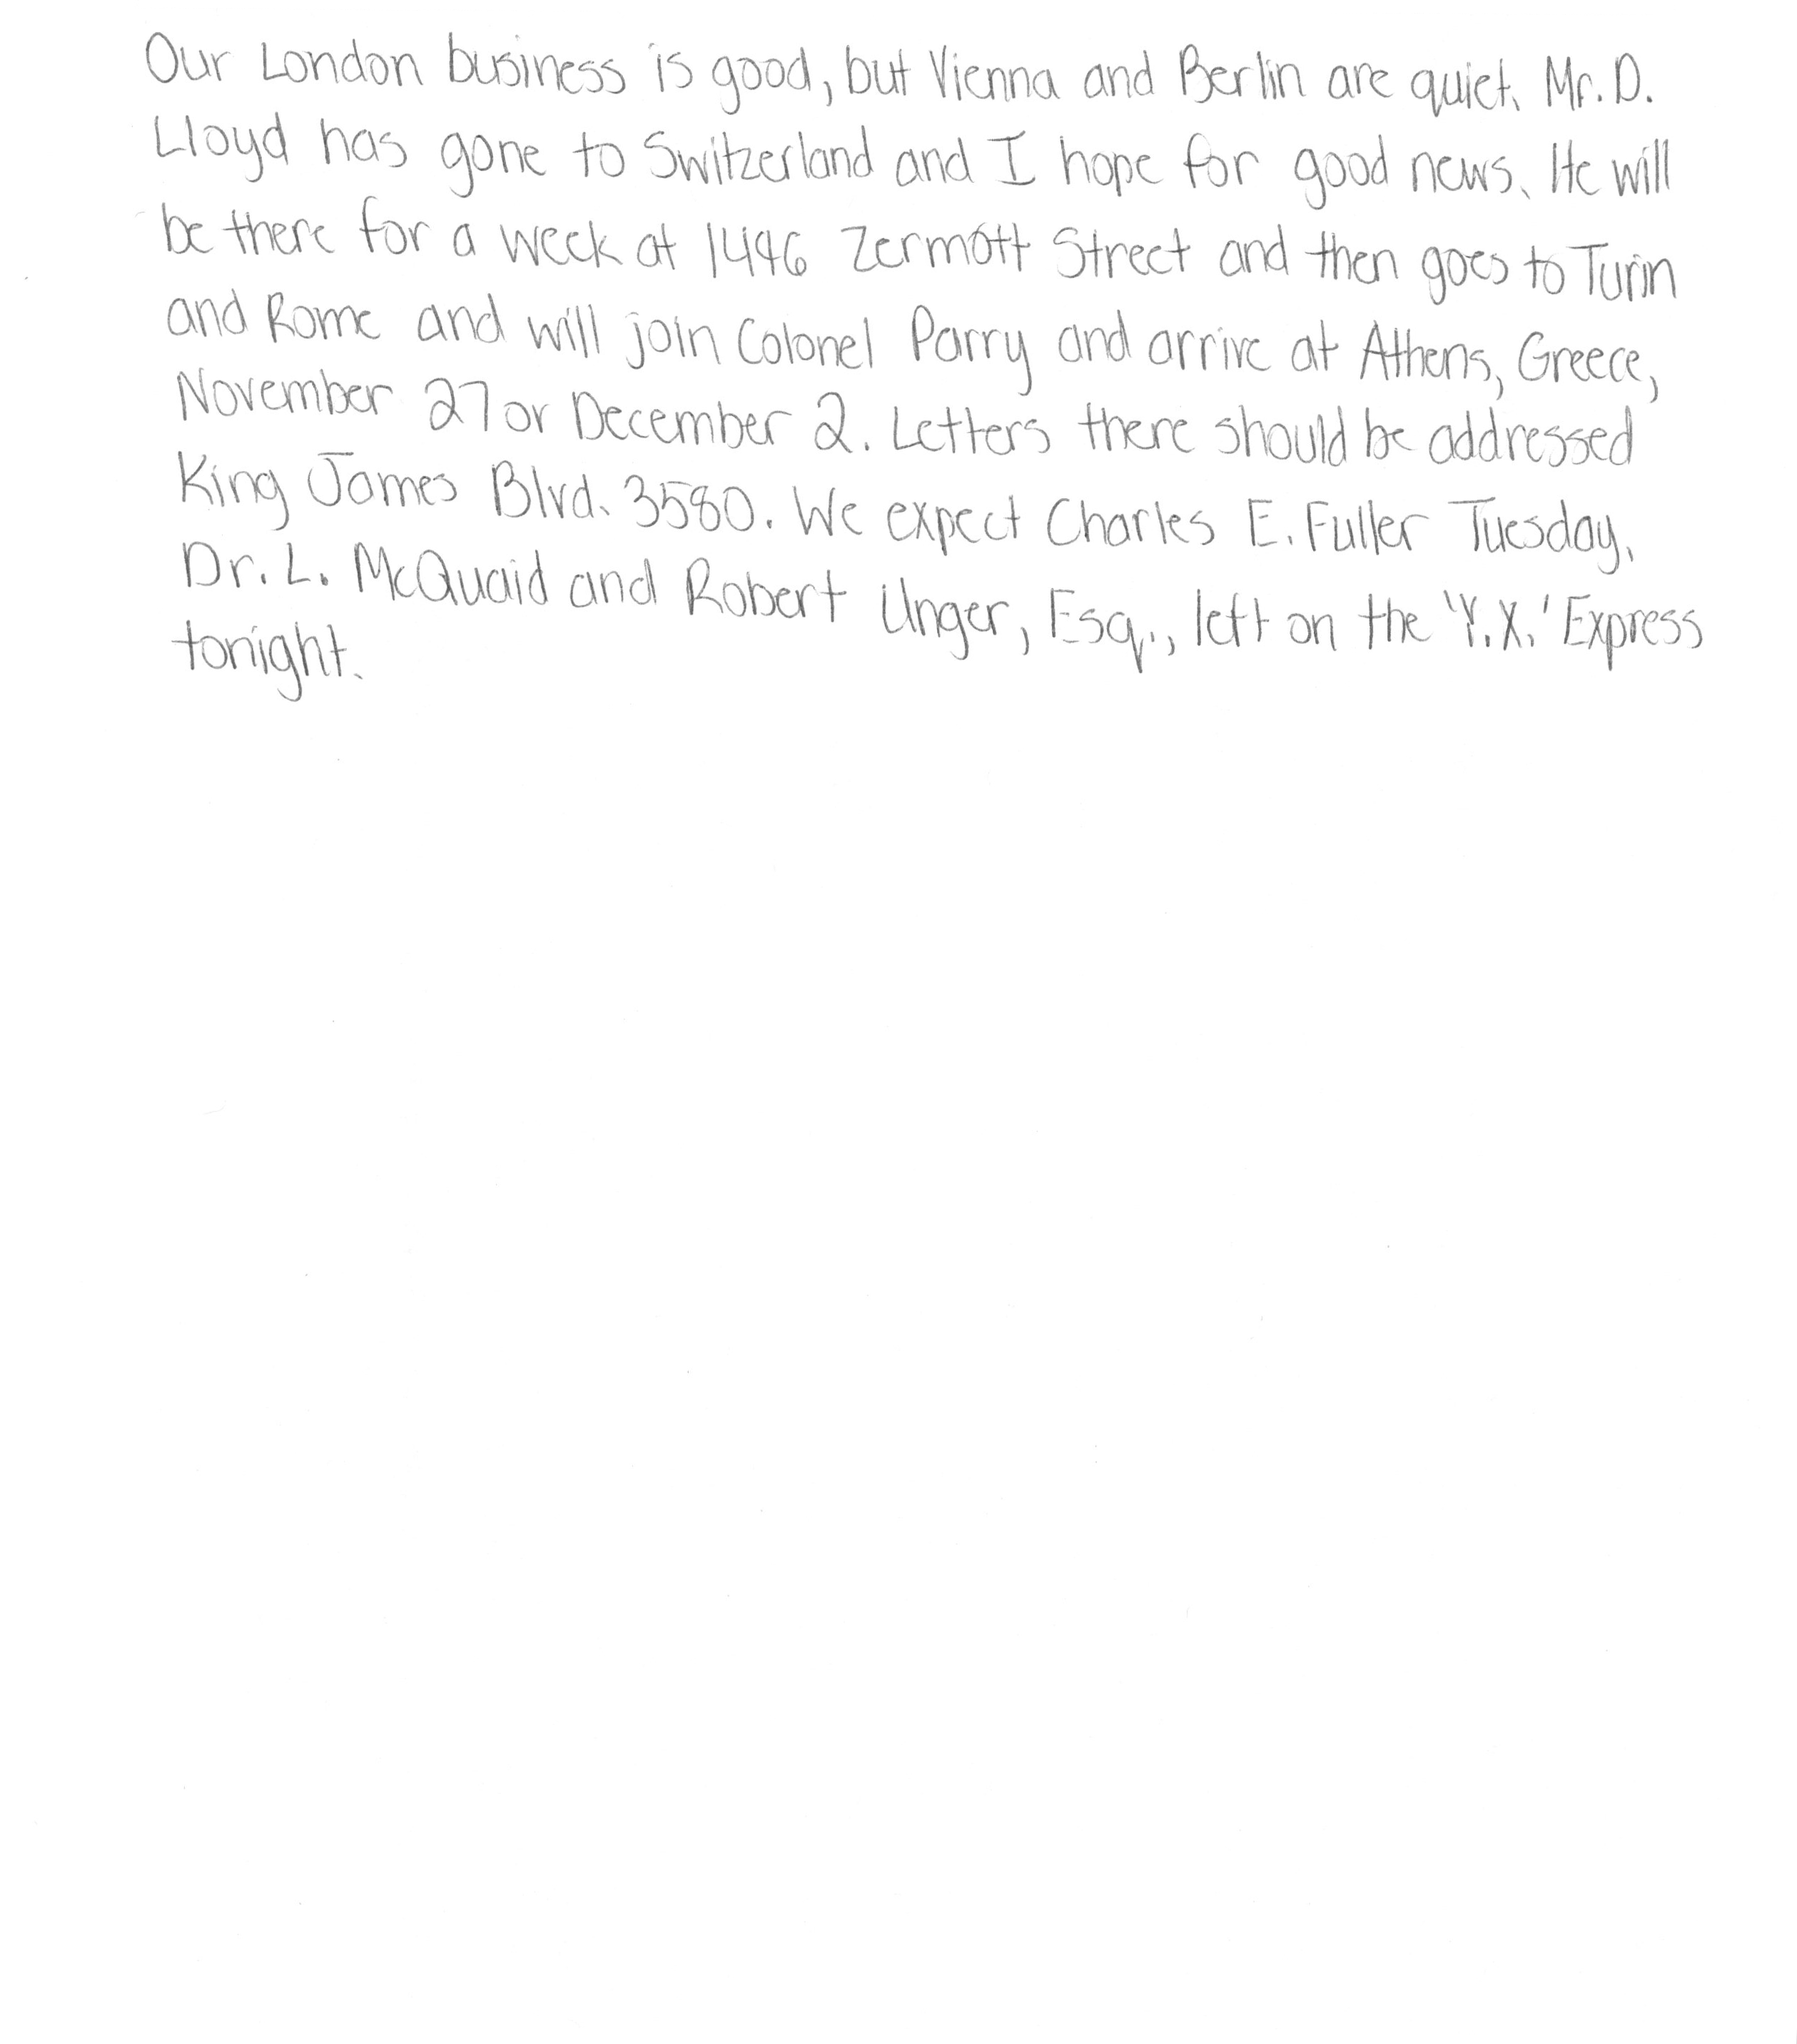 Our London business is good, but Vienna and Berlin are quiet. Mr. D.
Lloyd has gone to Switzerland and I hope for good news. He will
be there for a week at 1496 Zermott Street and then goes to Turin
and Rome and will join Colonel Parry and arrive at Athens, Greece,
November 27 or December 2. Letters there should be addressed
King James Blvd. 3580. We expect Charles E. Fuller Tuesday.
Dr. L. McQuaid and Robert Unger, Esq., left on the 'Y.X.' Express
tonight.